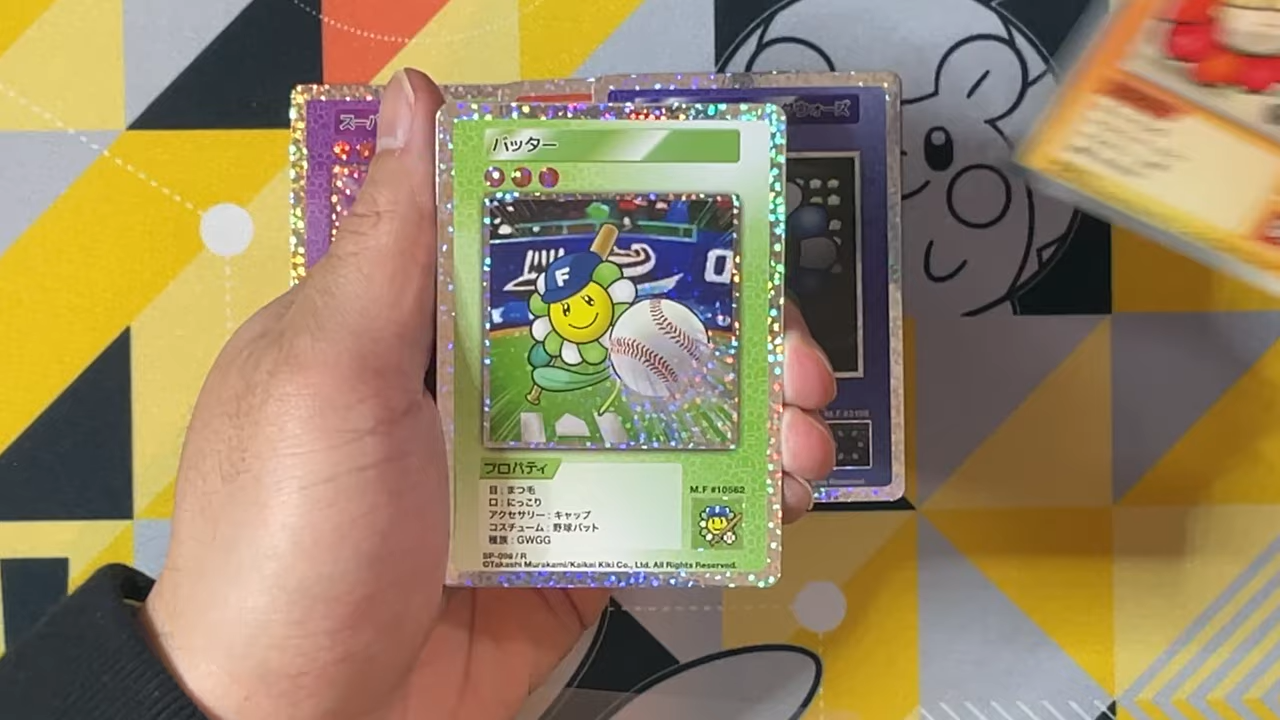 バッター
F
プロパティ
目 : まつ毛
口 : にっこり
アクセサリー : キャップ
コスチューム : 野球バット
種族 : GWGG
M.F #10562
/ R
©Takashi Murakami/Kaikai Kiki Co., Ltd. All Rights Reserved.
スーパ
ウォーズ